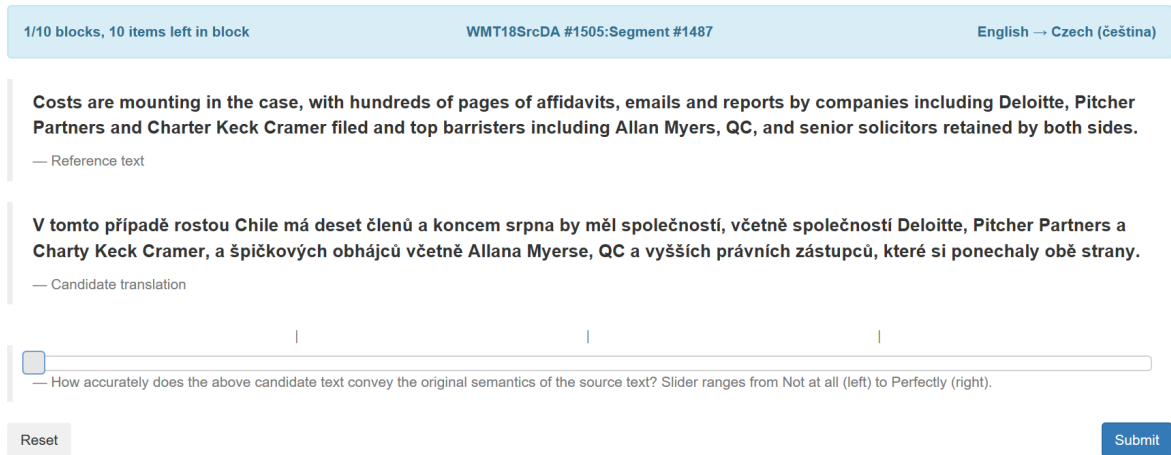 1/10 blocks, 10 items left in block WMT18SrcDA #1505:Segment #1487 English → Czech (čeština)
Costs are mounting in the case, with hundreds of pages of affidavits, emails and reports by companies including Deloitte, Pitcher
Partners and Charter Keck Cramer filed and top barristers including Allan Myers, QC, and senior solicitors retained by both sides.
— Reference text
V tomto případě rostou Chile má deset členů a koncem srpna by měl společností, včetně společností Deloitte, Pitcher Partners a
Charty Keck Cramer, a špičkových obhájců včetně Allana Myerse, QC a vyšších právních zástupců, které si ponechaly obě strany.
— Candidate translation
— How accurately does the above candidate text convey the original semantics of the source text? Slider ranges from Not at all (left) to Perfectly (right).
Reset Submit